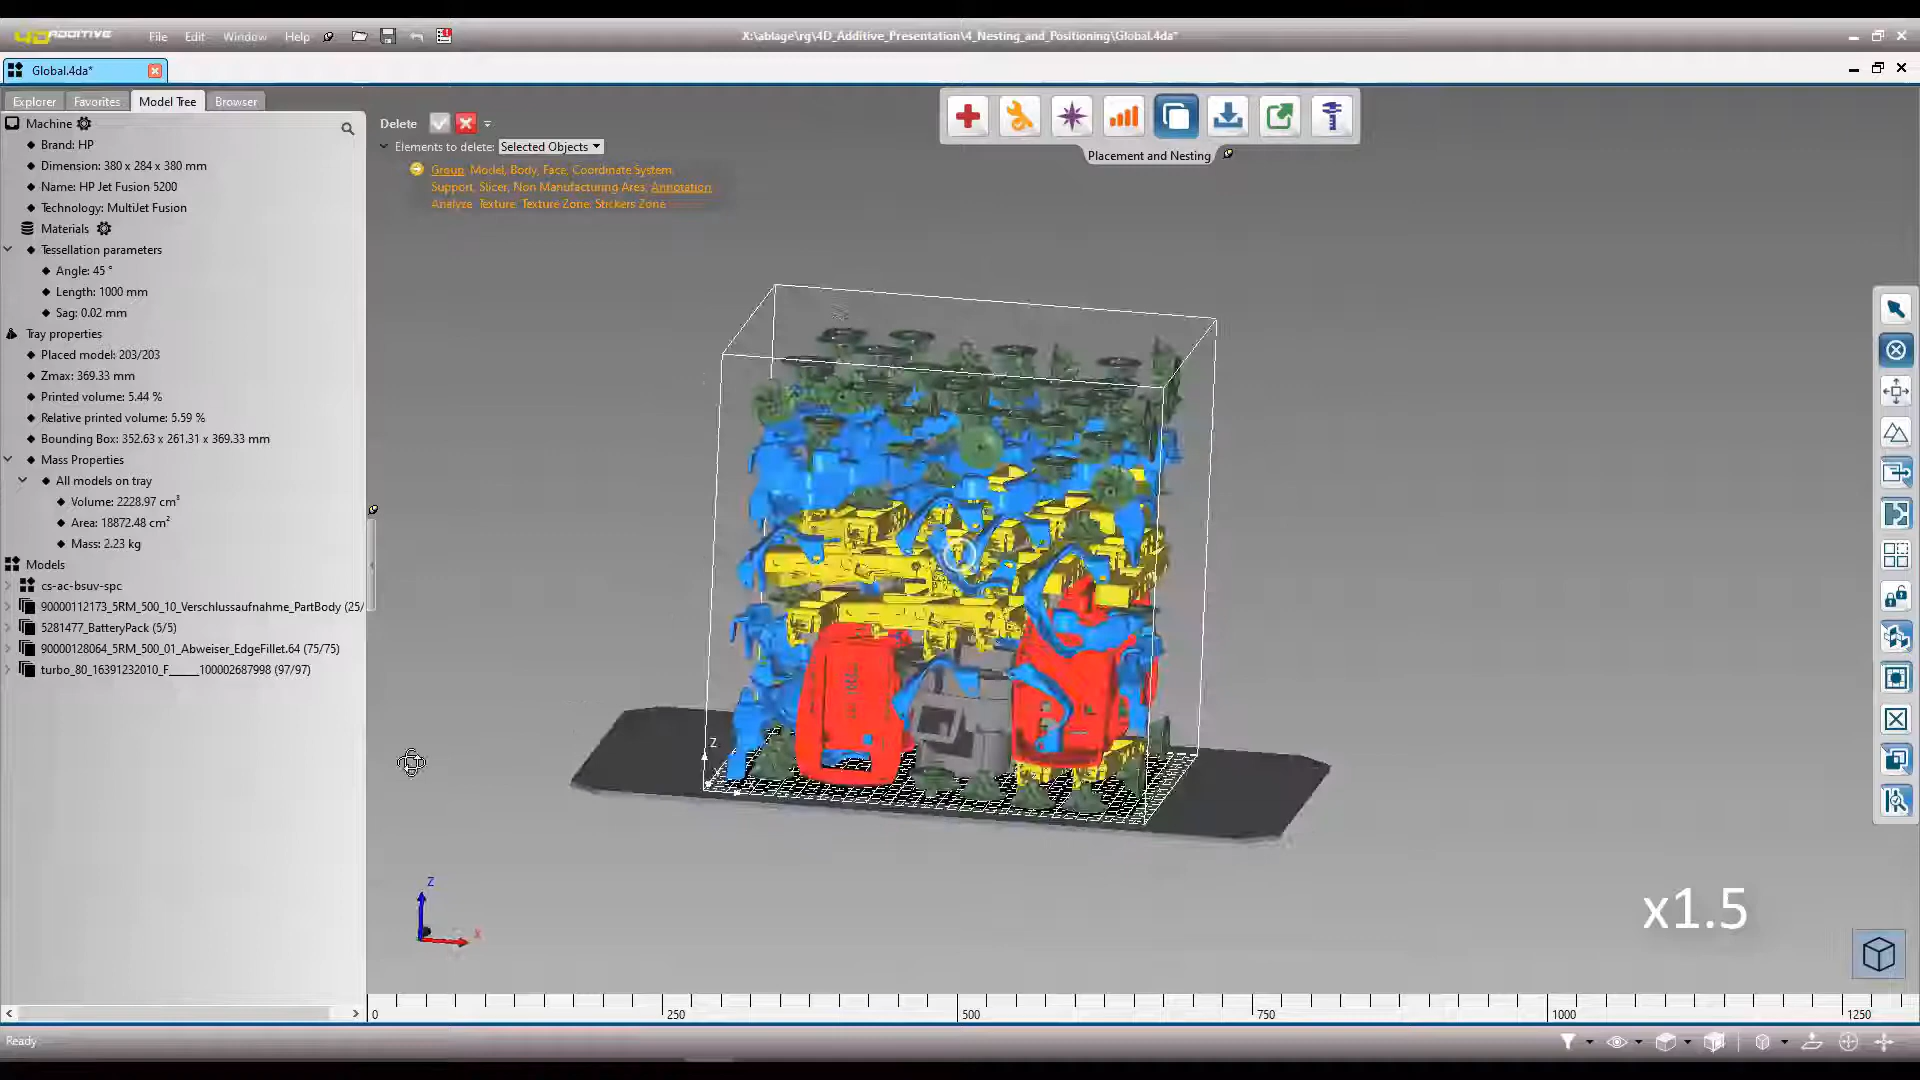 4D ADDITIVE
File Edit Window Help
X:\ablage\rg\4D_Additive_Presentation\4_Nesting_and_Positioning\Global.4da*
Global.4da*
Explorer Favorites Model Tree Browser
Machine
Brand: HP
Dimension: 380 x 284 x 380 mm
Name: HP Jet Fusion 5200
Technology: MultiJet Fusion
Materials
Tessellation parameters
Angle: 45 °
Length: 1000 mm
Sag: 0.02 mm
Tray properties
Placed model: 203/203
Zmax: 369.33 mm
Printed volume: 5.44 %
Relative printed volume: 5.59 %
Bounding Box: 352.63 x 261.31 x 369.33 mm
Mass Properties
All models on tray
Volume: 2228.97 cm³
Area: 18872.48 cm²
Mass: 2.23 kg
Models
cs-ac-bsuv-spc
90000112173_5RM_500_10_Verschlussaufnahme_PartBody (25/
5281477_BatteryPack (5/5)
90000128064_5RM_500_01_Abweiser_EdgeFillet.64 (75/75)
turbo_80_16391232010_F_____100002687998 (97/97)
Delete
Elements to delete: Selected Objects
Group, Model, Body, Face, Coordinate System,
Support, Slicer, Non Manufacturing Area, Annotation
Analyze, Texture, Texture Zone, Stickers Zone
Placement and Nesting
Z
Z
X
x1.5
0 250 500 750 1000 1250
Ready